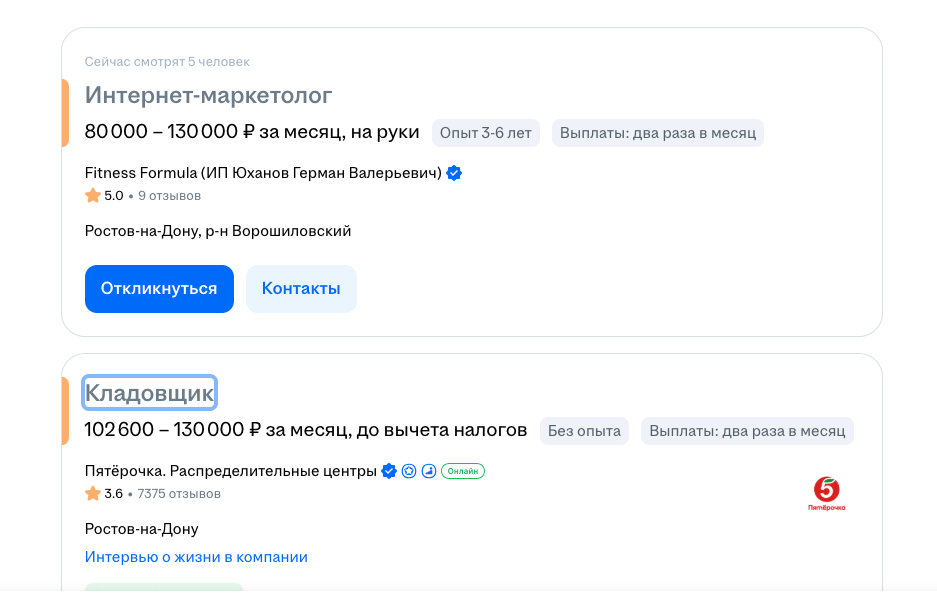 Сейчас смотрят 5 человек
Интернет-маркетолог
80 000 – 130 000 ₽ за месяц, на руки Опыт 3-6 лет Выплаты: два раза в месяц
Fitness Formula (ИП Юханов Герман Валерьевич)
5.0 • 9 отзывов
Ростов-на-Дону, р-н Ворошиловский
Откликнуться Контакты
Кладовщик
102 600 – 130 000 ₽ за месяц, до вычета налогов Без опыта Выплаты: два раза в месяц
Пятёрочка. Распределительные центры Онлайн
3.6 • 7375 отзывов
5
Пятёрочка
Ростов-на-Дону
Интервью о жизни в компании